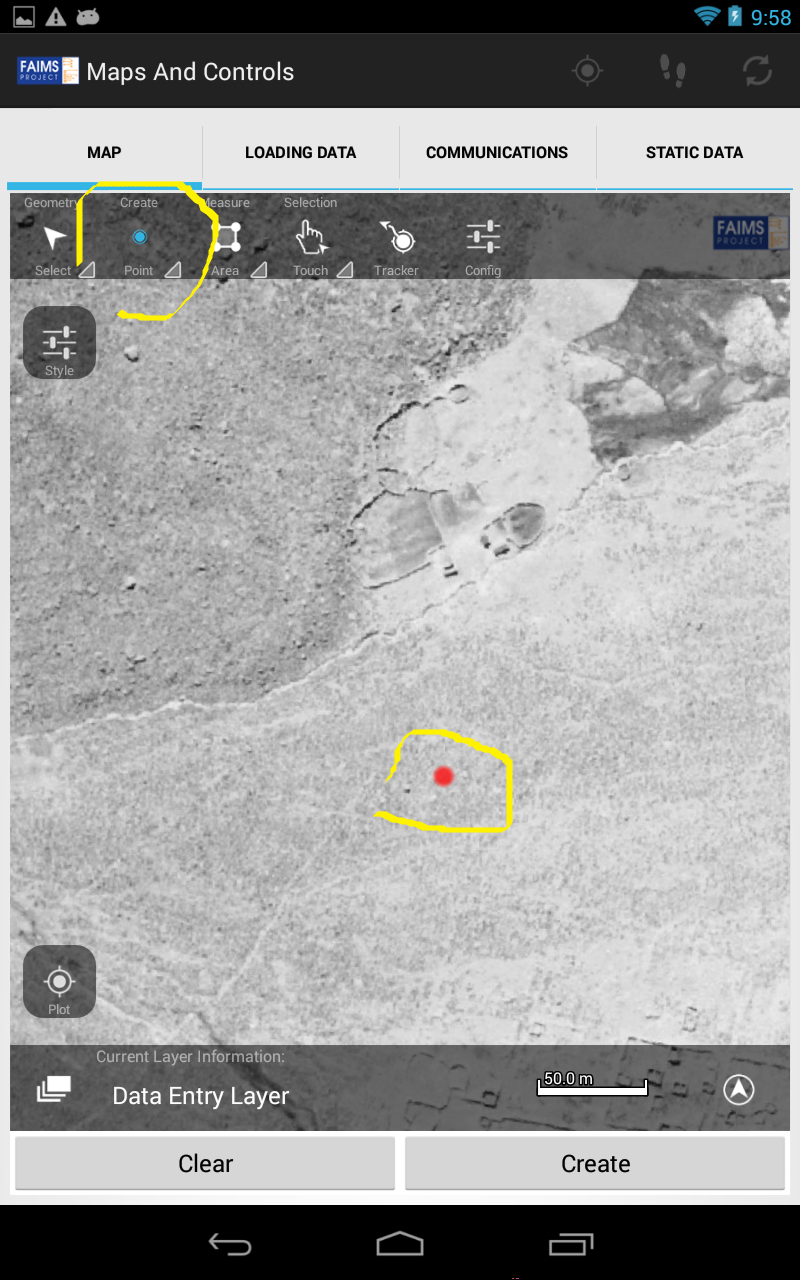 9:58
FAIMS
PROJECT
Maps And Controls
MAP LOADING DATA COMMUNICATIONS STATIC DATA
Geometry Create Measure Selection
FAIMS
PROJECT
Select Point Area Touch Tracker Config
Style
Plot
Current Layer Information:
50.0 m
Data Entry Layer
Clear Create